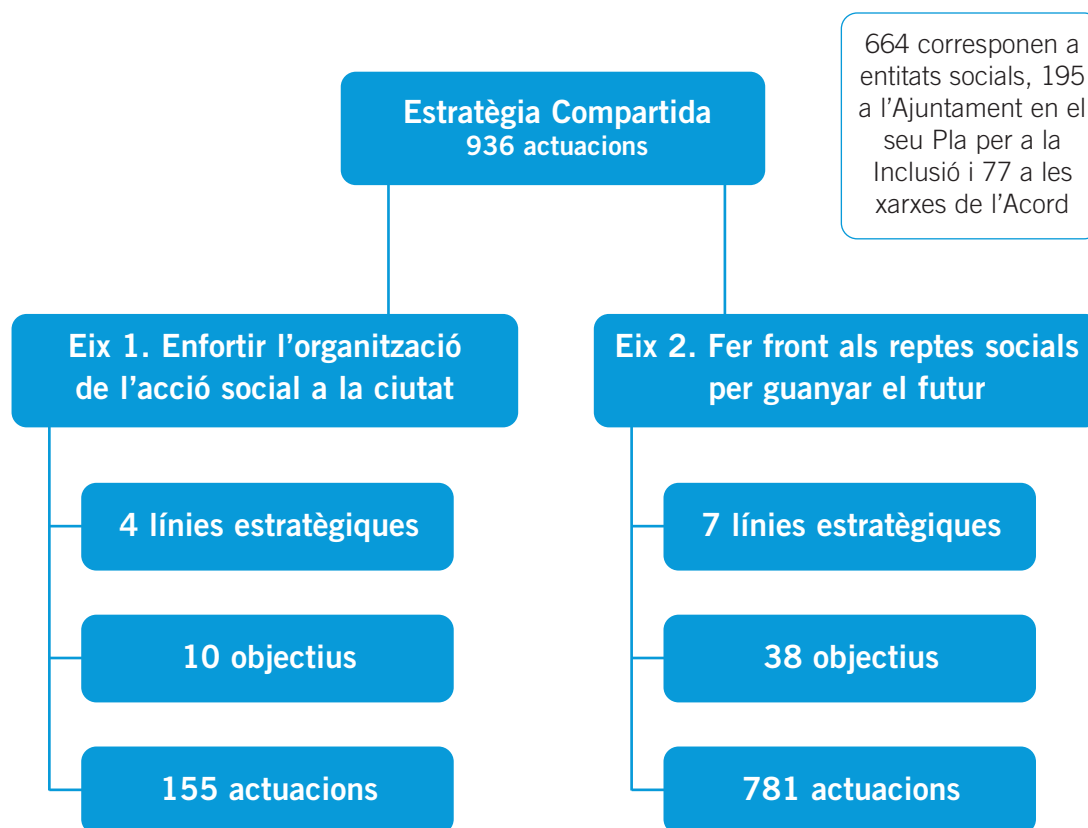 664 corresponen a
entitats socials, 195
a l’Ajuntament en el
seu Pla per a la
Inclusió i 77 a les
xarxes de l’Acord
Estratègia Compartida
936 actuacions
Eix 1. Enfortir l’organització
de l’acció social a la ciutat
4 línies estratègiques
10 objectius
155 actuacions
Eix 2. Fer front als reptes socials
per guanyar el futur
7 línies estratègiques
38 objectius
781 actuacions